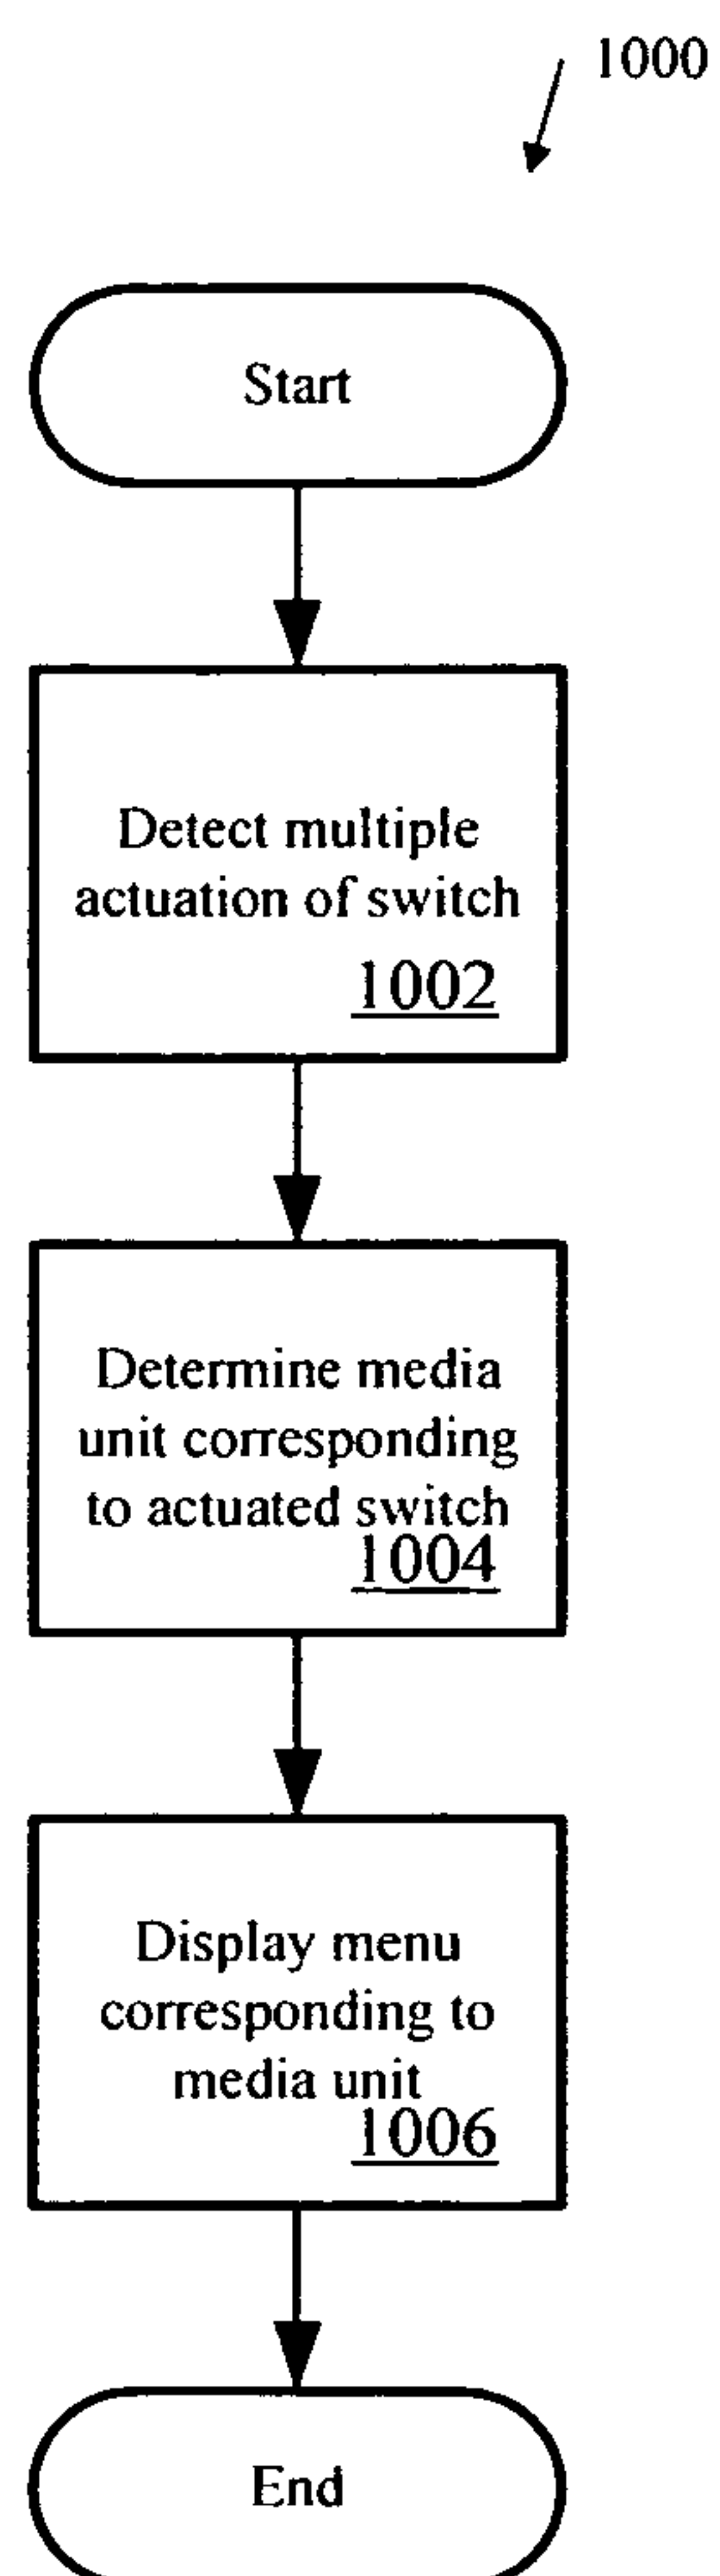 1000
Start
Detect multiple
actuation of switch
1002
Determine media
unit corresponding
to actuated switch
1004
Display menu
corresponding to
media unit
1006
End